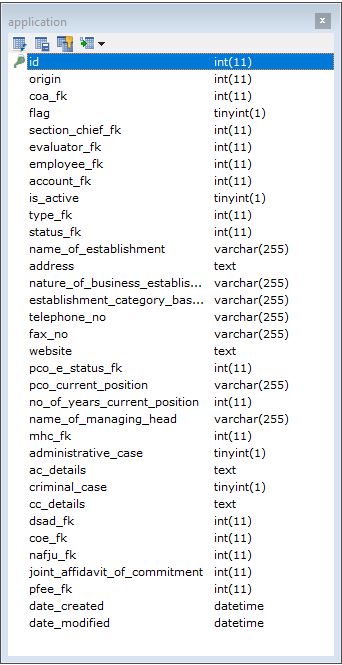 application
id int(11)
origin int(11)
coa_fk int(11)
flag tinyint(1)
section_chief_fk int(11)
evaluator_fk int(11)
employee_fk int(11)
account_fk int(11)
is_active tinyint(1)
type_fk int(11)
status_fk int(11)
name_of_establishment varchar(255)
address text
nature_of_business_establis... varchar(255)
establishment_category_bas... varchar(255)
telephone_no varchar(255)
fax_no varchar(255)
website text
pco_e_status_fk int(11)
pco_current_position varchar(255)
no_of_years_current_position int(11)
name_of_managing_head varchar(255)
mhc_fk int(11)
administrative_case tinyint(1)
ac_details text
criminal_case tinyint(1)
cc_details text
dsad_fk int(11)
coe_fk int(11)
nafju_fk int(11)
joint_affidavit_of_commitment int(11)
pfee_fk int(11)
date_created datetime
date_modified datetime